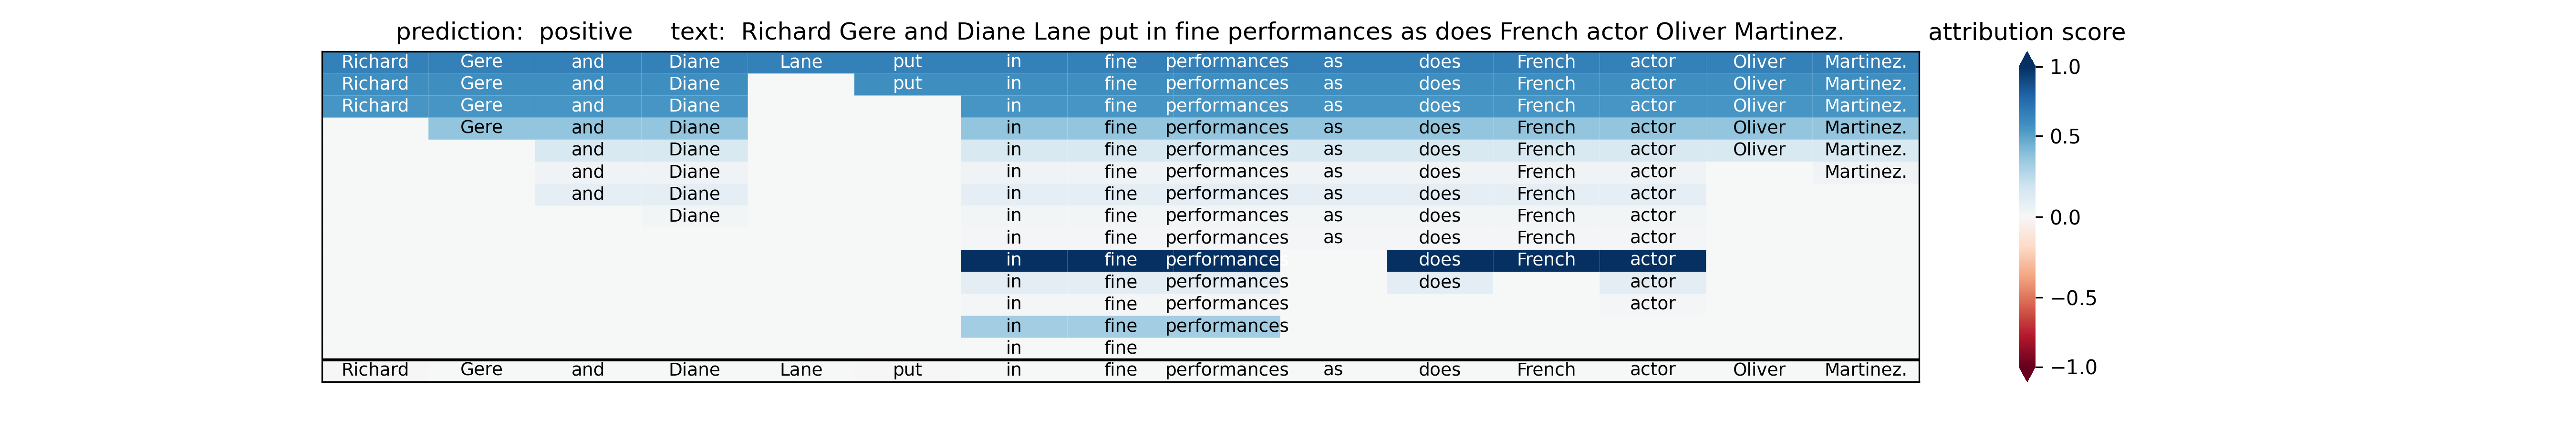 prediction: positive text: Richard Gere and Diane Lane put in fine performances as does French actor Oliver Martinez. attribution score
Richard Gere and Diane Lane put in fine performances as does French actor Oliver Martinez.
Richard Gere and Diane put in fine performances as does French actor Oliver Martinez.
Richard Gere and Diane in fine performances as does French actor Oliver Martinez.
Gere and Diane in fine performances as does French actor Oliver Martinez.
and Diane in fine performances as does French actor Oliver Martinez.
and Diane in fine performances as does French actor Martinez.
and Diane in fine performances as does French actor
Diane in fine performances as does French actor
in fine performances as does French actor
in fine performance does French actor
in fine performances does actor
in fine performances actor
in fine performances
in fine
Richard Gere and Diane Lane put in fine performances as does French actor Oliver Martinez.
1.0
0.5
0.0
−0.5
−1.0